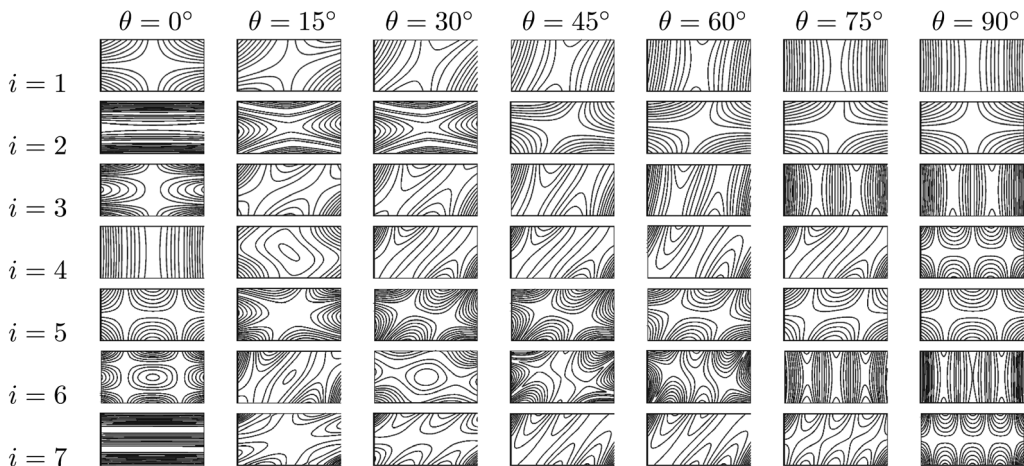 θ = 0° θ = 15° θ = 30° θ = 45° θ = 60° θ = 75° θ = 90°
i = 1
i = 2
i = 3
i = 4
i = 5
i = 6
i = 7